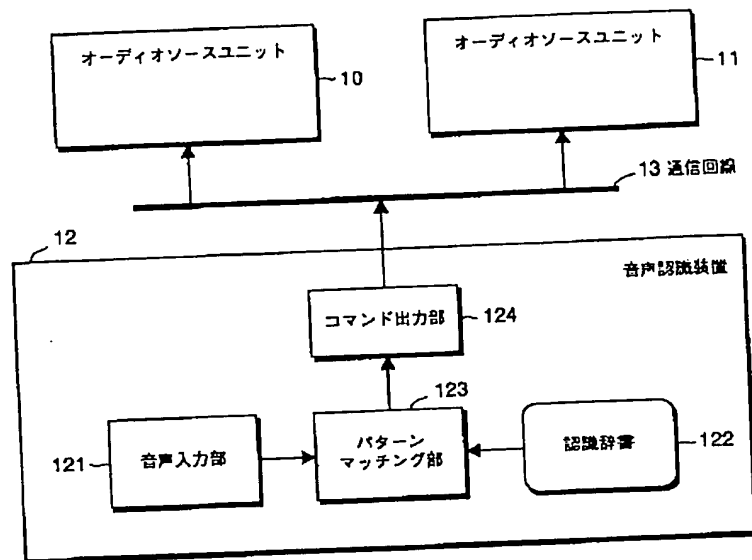 オーディオソースユニット
10
オーディオソースユニット
11
13 通信回線
12
音声認識装置
コマンド出力部
124
123
121
音声入力部
パターン
マッチング部
認識辞書
122